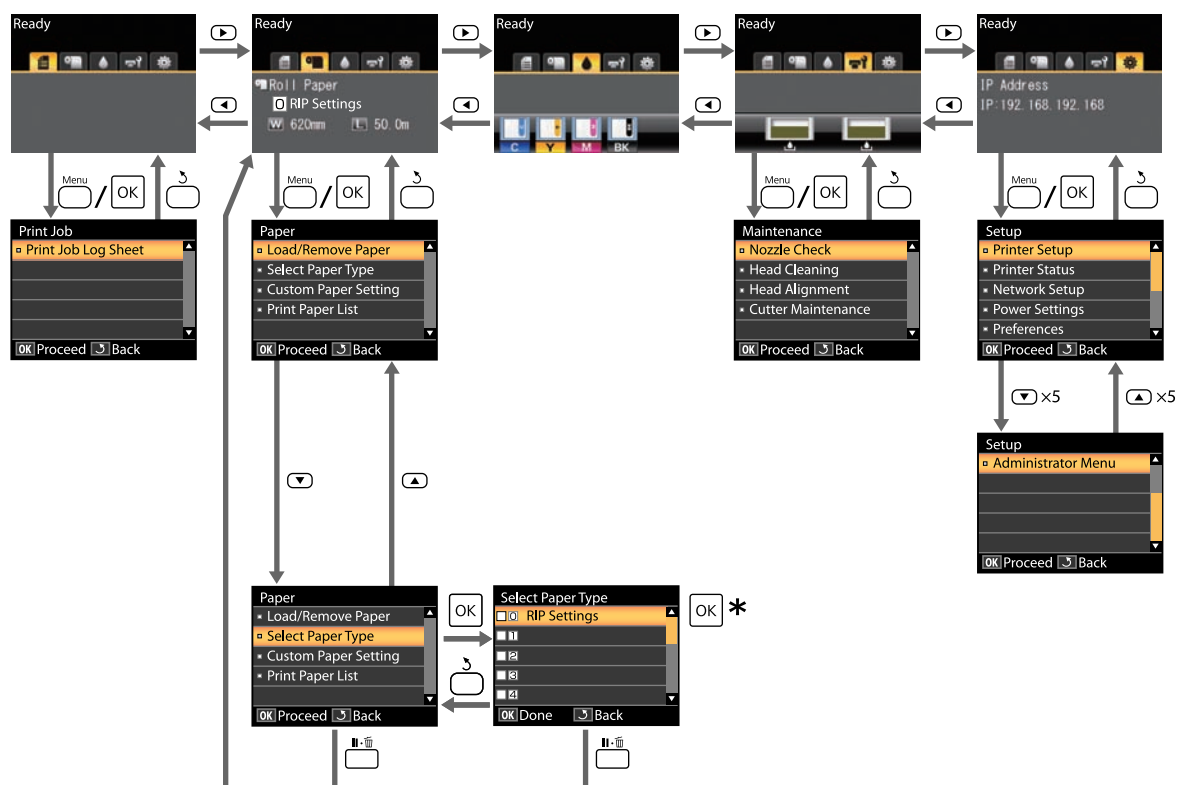 Ready
Ready
Roll Paper
0 RIP Settings
W 620mm L 50.0m
Ready
C Y M BK
Ready
Ready
IP Address
IP:192.168.192.168
Menu / OK
Menu / OK
Menu / OK
Menu / OK
Print Job
Print Job Log Sheet
OK Proceed Back
Paper
Load/Remove Paper
Select Paper Type
Custom Paper Setting
Print Paper List
OK Proceed Back
Maintenance
Nozzle Check
Head Cleaning
Head Alignment
Cutter Maintenance
OK Proceed Back
Setup
Printer Setup
Printer Status
Network Setup
Power Settings
Preferences
OK Proceed Back
×5
×5
Setup
Administrator Menu
OK Proceed Back
Paper
Load/Remove Paper
Select Paper Type
Custom Paper Setting
Print Paper List
OK Proceed Back
OK
Select Paper Type
0 RIP Settings
1
2
3
4
OK Done Back
OK *